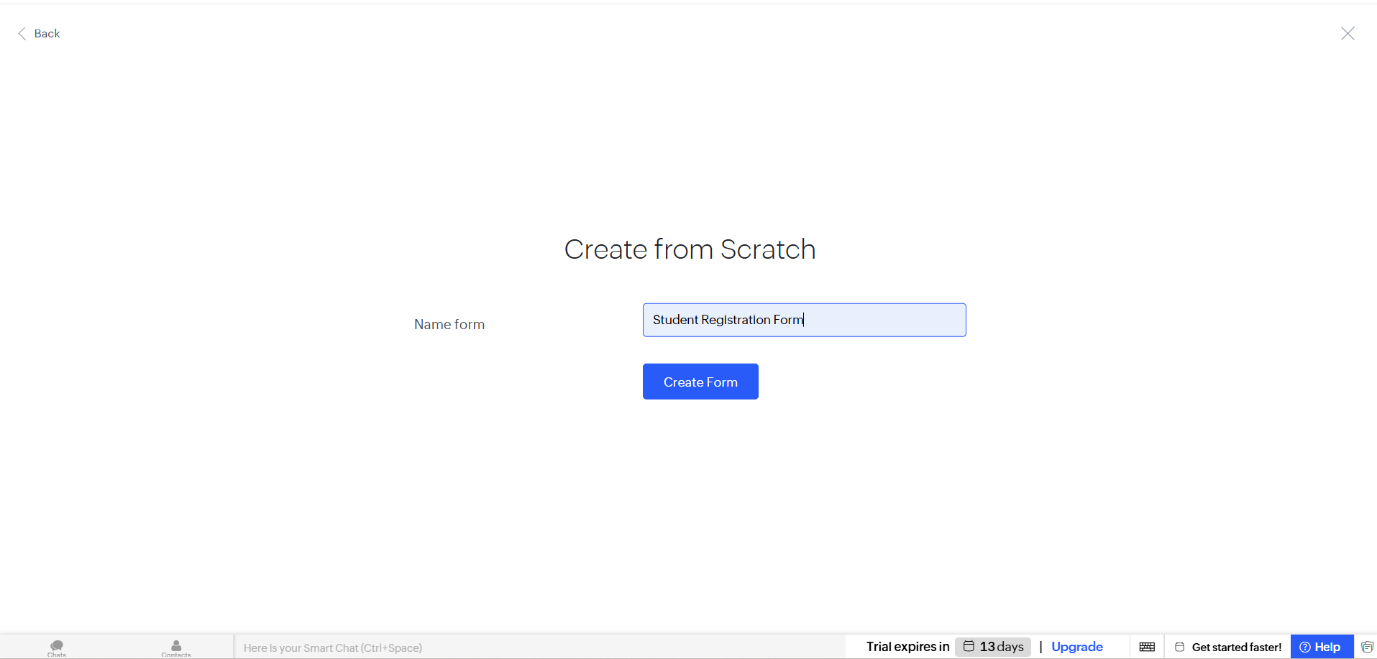 Back
Create from Scratch
Name form
Student Registration Form
Create Form
Chats
Contacts
Here is your Smart Chat (Ctrl+Space)
Trial expires in 13 days | Upgrade
Get started faster!
Help